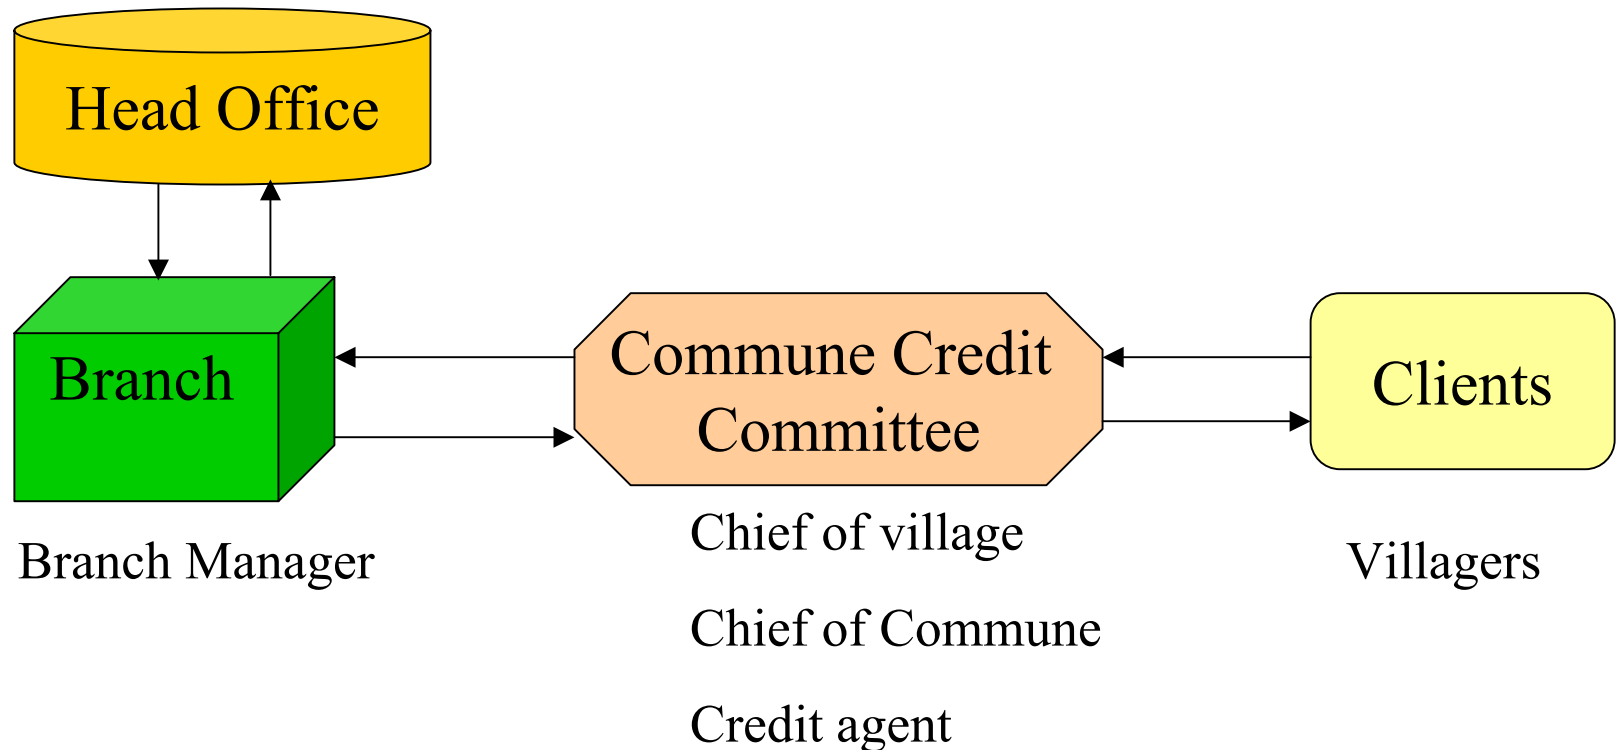 Head Office
Branch
Commune Credit
Committee
Clients
Branch Manager
Chief of village
Chief of Commune
Credit agent
Villagers